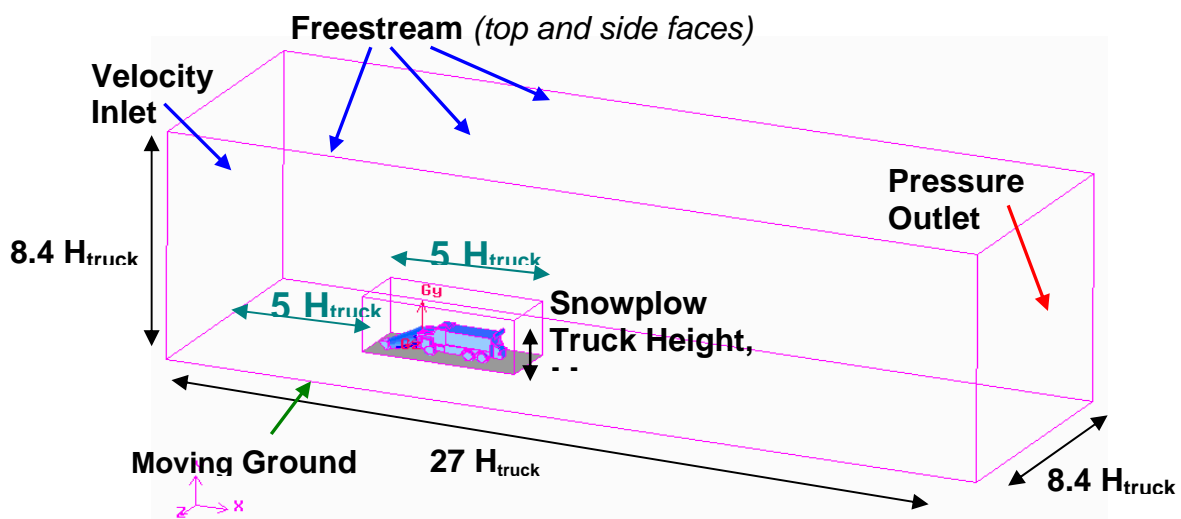 Freestream (top and side faces)
Velocity
Inlet
Pressure
Outlet
8.4 Htruck
5 Htruck
5 Htruck
Gy
Snowplow
Truck Height,
Moving Ground
27 Htruck
8.4 Htruck
Z
X